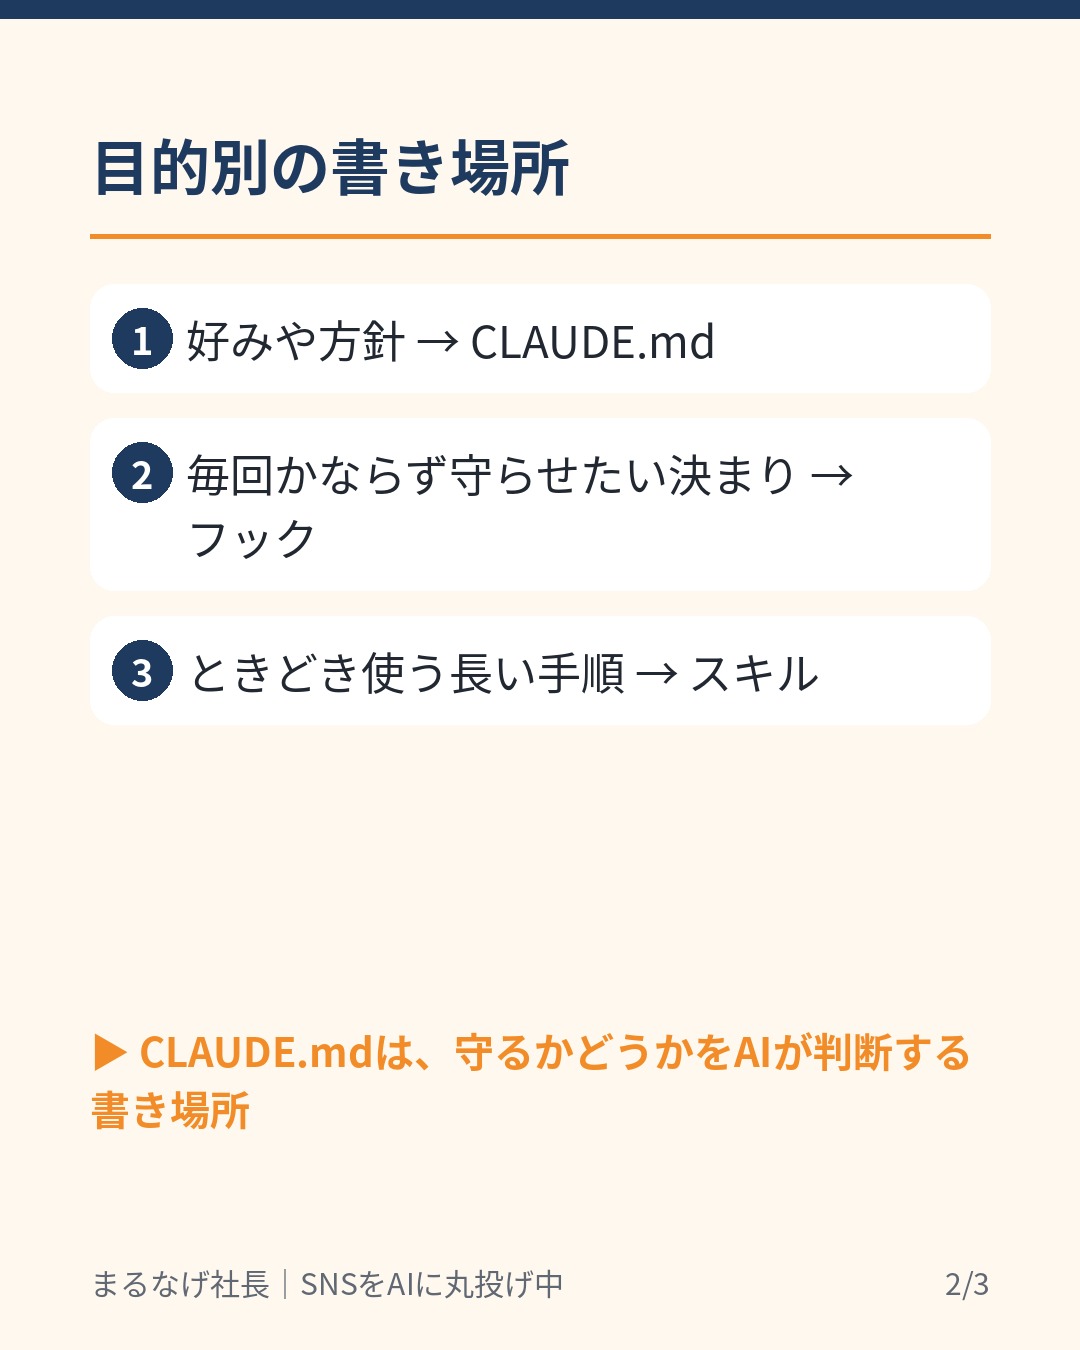 目的別の書き場所
1 好みや方針 → CLAUDE.md
2 毎回かならず守らせたい決まり →
フック
3 ときどき使う長い手順 → スキル
▶ CLAUDE.mdは、守るかどうかをAIが判断する
書き場所
まるなげ社長｜SNSをAIに丸投げ中
2/3